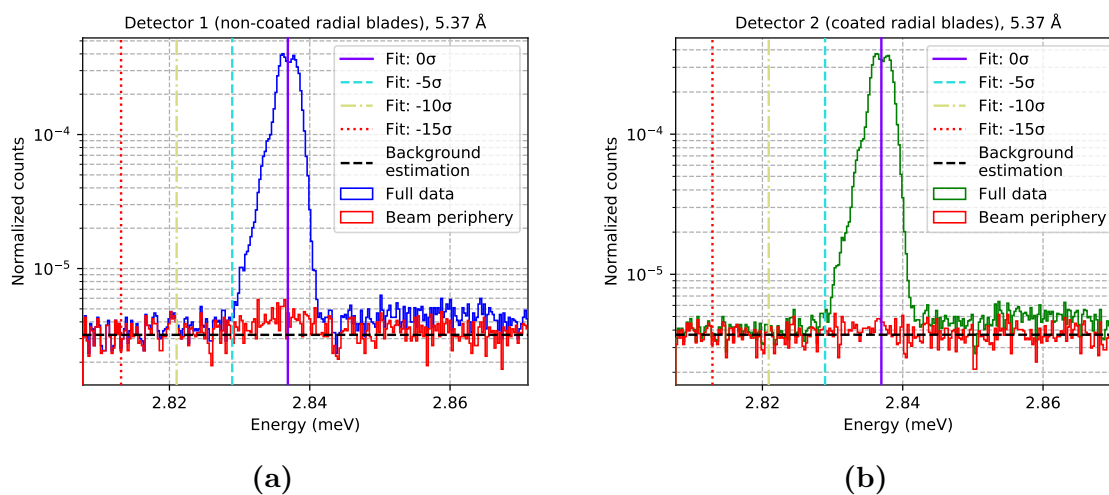 Detector 1 (non-coated radial blades), 5.37 Å
Normalized counts
10⁻⁴
10⁻⁵
Fit: 0σ
Fit: -5σ
Fit: -10σ
Fit: -15σ
Background
estimation
Full data
Beam periphery
2.82 2.84 2.86
Energy (meV)
(a)
Detector 2 (coated radial blades), 5.37 Å
Normalized counts
10⁻⁴
10⁻⁵
Fit: 0σ
Fit: -5σ
Fit: -10σ
Fit: -15σ
Background
estimation
Full data
Beam periphery
2.82 2.84 2.86
Energy (meV)
(b)